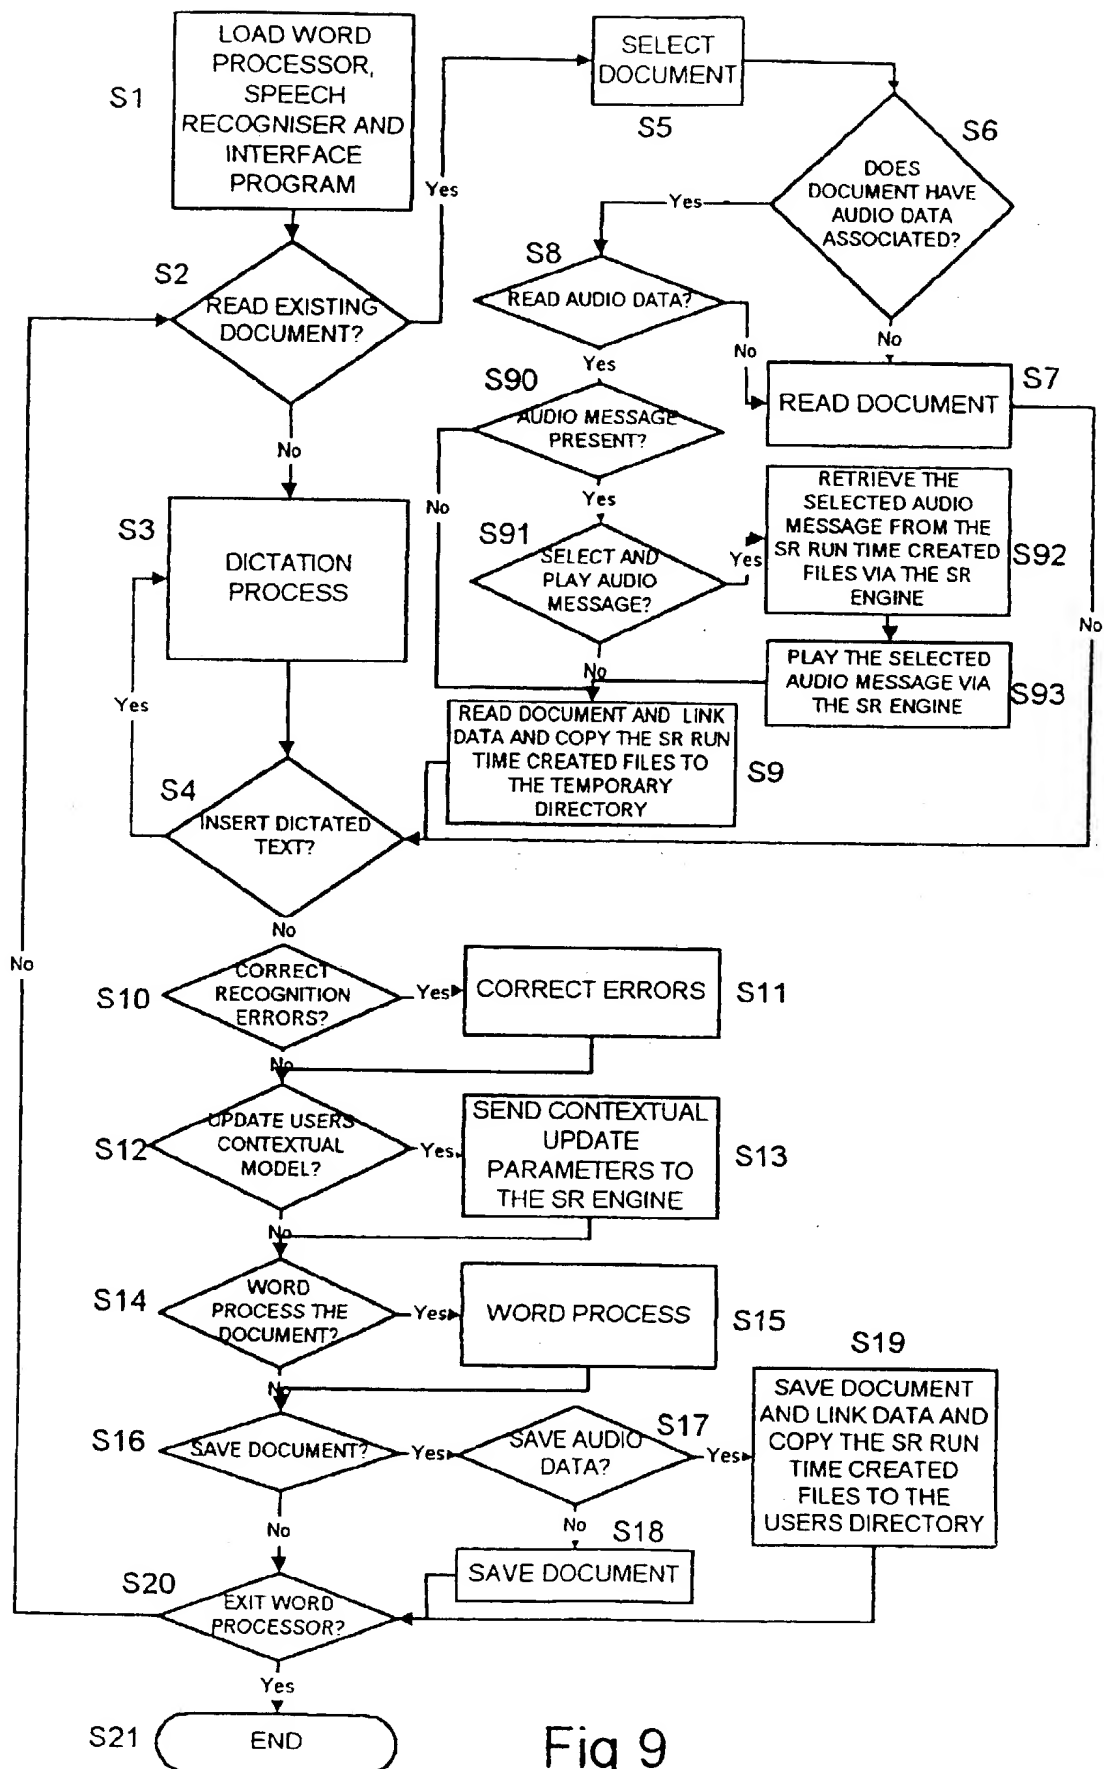 S1
LOAD WORD
PROCESSOR,
SPEECH
RECOGNISER AND
INTERFACE
PROGRAM
Yes
SELECT
DOCUMENT
S5
S6
DOES
DOCUMENT HAVE
AUDIO DATA
ASSOCIATED?
Yes
No
S2
READ EXISTING
DOCUMENT?
No
S8
READ AUDIO DATA?
No
Yes
S7
READ DOCUMENT
No
S90
AUDIO MESSAGE
PRESENT?
No
Yes
S91
SELECT AND
PLAY AUDIO
MESSAGE?
Yes
No
RETRIEVE THE
SELECTED AUDIO
MESSAGE FROM THE
SR RUN TIME CREATED
FILES VIA THE SR
ENGINE
S92
PLAY THE SELECTED
AUDIO MESSAGE VIA
THE SR ENGINE
S93
S3
DICTATION
PROCESS
Yes
READ DOCUMENT AND LINK
DATA AND COPY THE SR RUN
TIME CREATED FILES TO
THE TEMPORARY
DIRECTORY
S9
S4
INSERT DICTATED
TEXT?
No
No
S10
CORRECT
RECOGNITION
ERRORS?
Yes
CORRECT ERRORS
S11
No
S12
UPDATE USERS
CONTEXTUAL
MODEL?
Yes
SEND CONTEXTUAL
UPDATE
PARAMETERS TO
THE SR ENGINE
S13
No
S14
WORD
PROCESS THE
DOCUMENT?
Yes
WORD PROCESS
S15
No
S16
SAVE DOCUMENT?
Yes
S17
SAVE AUDIO
DATA?
Yes
S19
SAVE DOCUMENT
AND LINK DATA AND
COPY THE SR RUN
TIME CREATED
FILES TO THE
USERS DIRECTORY
No
No
S18
SAVE DOCUMENT
S20
EXIT WORD
PROCESSOR?
Yes
S21
END
Fig 9